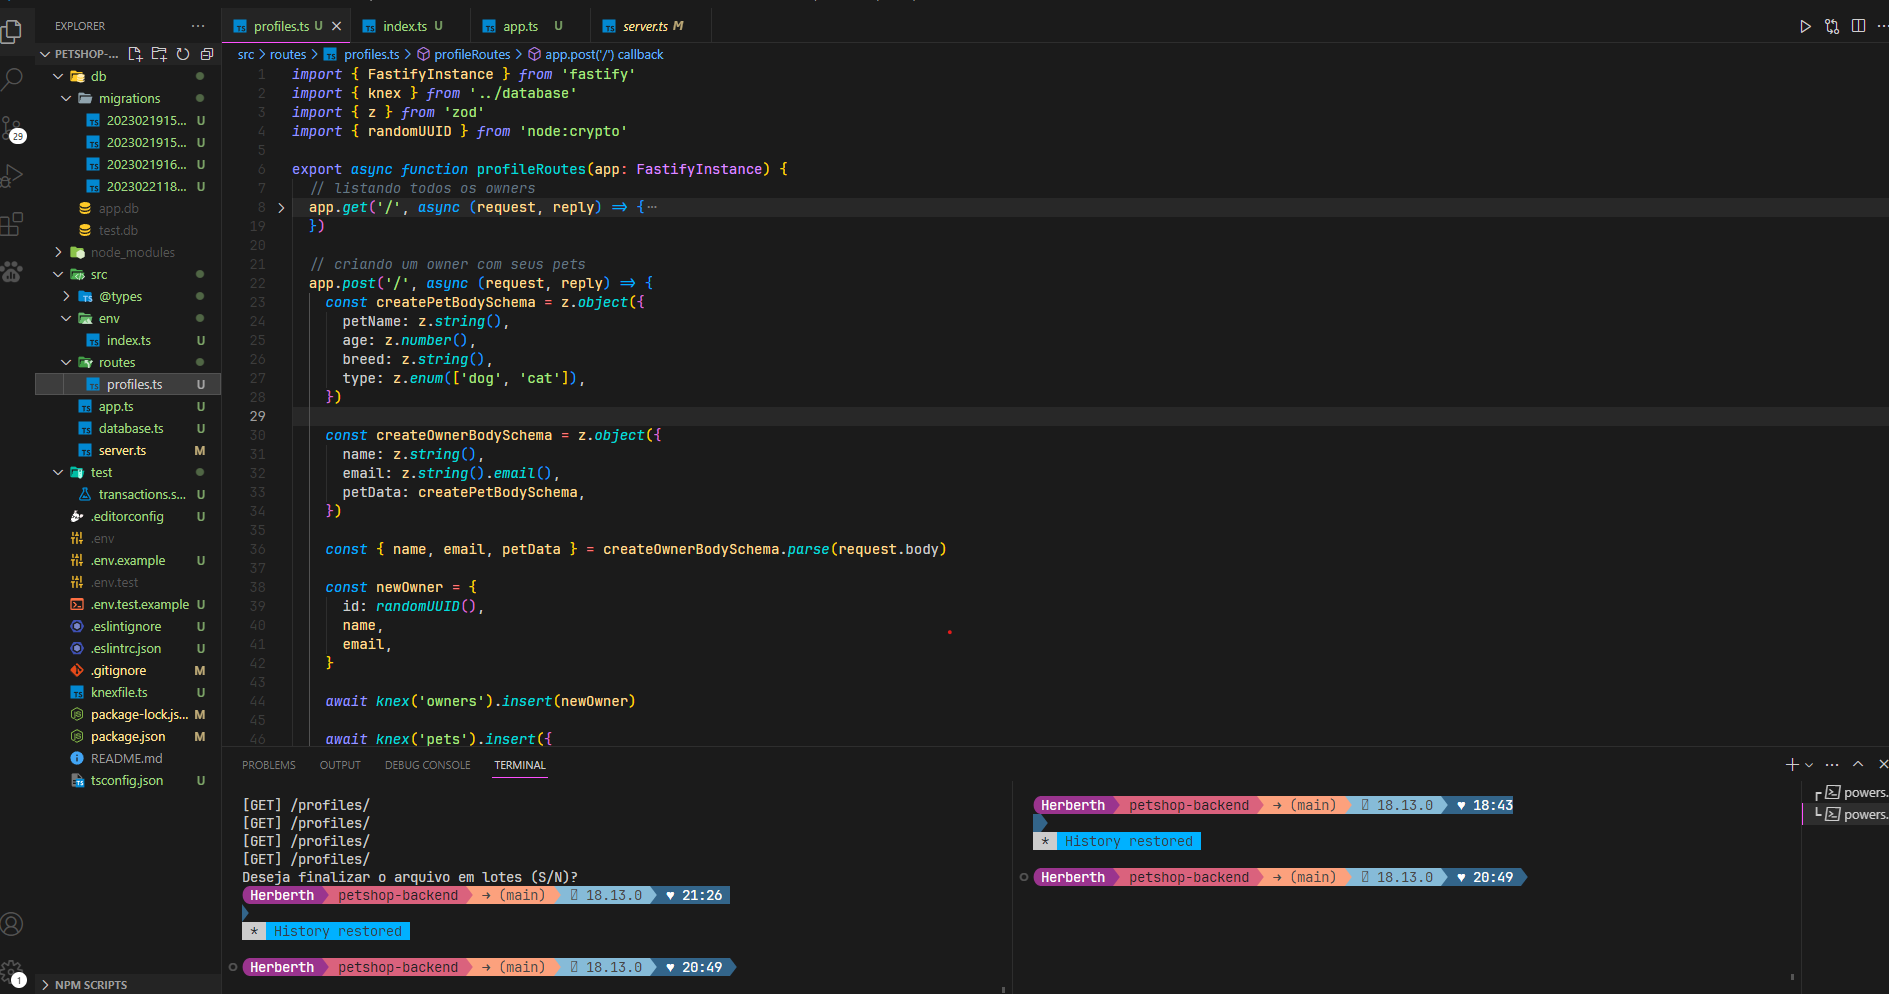 EXPLORER
PETSHOP-...
db
migrations
2023021915... U
2023021915... U
2023021916... U
2023022118... U
app.db
test.db
node_modules
src
@types
env
index.ts U
routes
profiles.ts U
app.ts U
database.ts U
server.ts M
test
transactions.s... U
.editorconfig U
.env
.env.example U
.env.test
.env.test.example U
.eslintignore U
.eslintrc.json U
.gitignore M
knexfile.ts U
package-lock.js... M
package.json M
README.md
tsconfig.json U
NPM SCRIPTS
29
1
profiles.ts U
index.ts U
app.ts U
server.ts M
src > routes > profiles.ts > profileRoutes > app.post('/') callback
1 import { FastifyInstance } from 'fastify'
2 import { knex } from '../database'
3 import { z } from 'zod'
4 import { randomUUID } from 'node:crypto'
5
6 export async function profileRoutes(app: FastifyInstance) {
7 // listando todos os owners
8 app.get('/', async (request, reply) => {…
19 })
20
21 // criando um owner com seus pets
22 app.post('/', async (request, reply) => {
23 const createPetBodySchema = z.object({
24 petName: z.string(),
25 age: z.number(),
26 breed: z.string(),
27 type: z.enum(['dog', 'cat']),
28 })
29
30 const createOwnerBodySchema = z.object({
31 name: z.string(),
32 email: z.string().email(),
33 petData: createPetBodySchema,
34 })
35
36 const { name, email, petData } = createOwnerBodySchema.parse(request.body)
37
38 const newOwner = {
39 id: randomUUID(),
40 name,
41 email,
42 }
43
44 await knex('owners').insert(newOwner)
45
46 await knex('pets').insert({
PROBLEMS OUTPUT DEBUG CONSOLE TERMINAL
[GET] /profiles/
[GET] /profiles/
[GET] /profiles/
[GET] /profiles/
Deseja finalizar o arquivo em lotes (S/N)?
Herberth petshop-backend → (main) 18.13.0 ♥ 21:26
* History restored
Herberth petshop-backend → (main) 18.13.0 ♥ 20:49
Herberth petshop-backend → (main) 18.13.0 ♥ 18:43
* History restored
Herberth petshop-backend → (main) 18.13.0 ♥ 20:49
powers.
powers.